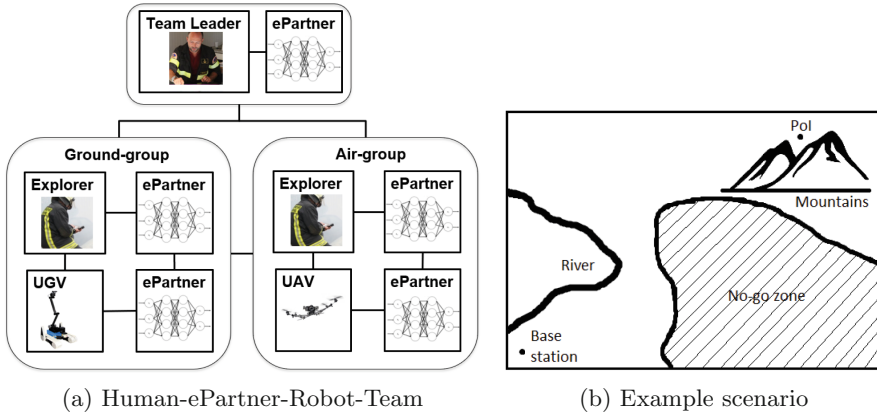 Team Leader
ePartner
Ground-group
Air-group
Explorer
ePartner
Explorer
ePartner
UGV
ePartner
UAV
ePartner
PoI
Mountains
River
No-go zone
Base
station
(a) Human-ePartner-Robot-Team
(b) Example scenario